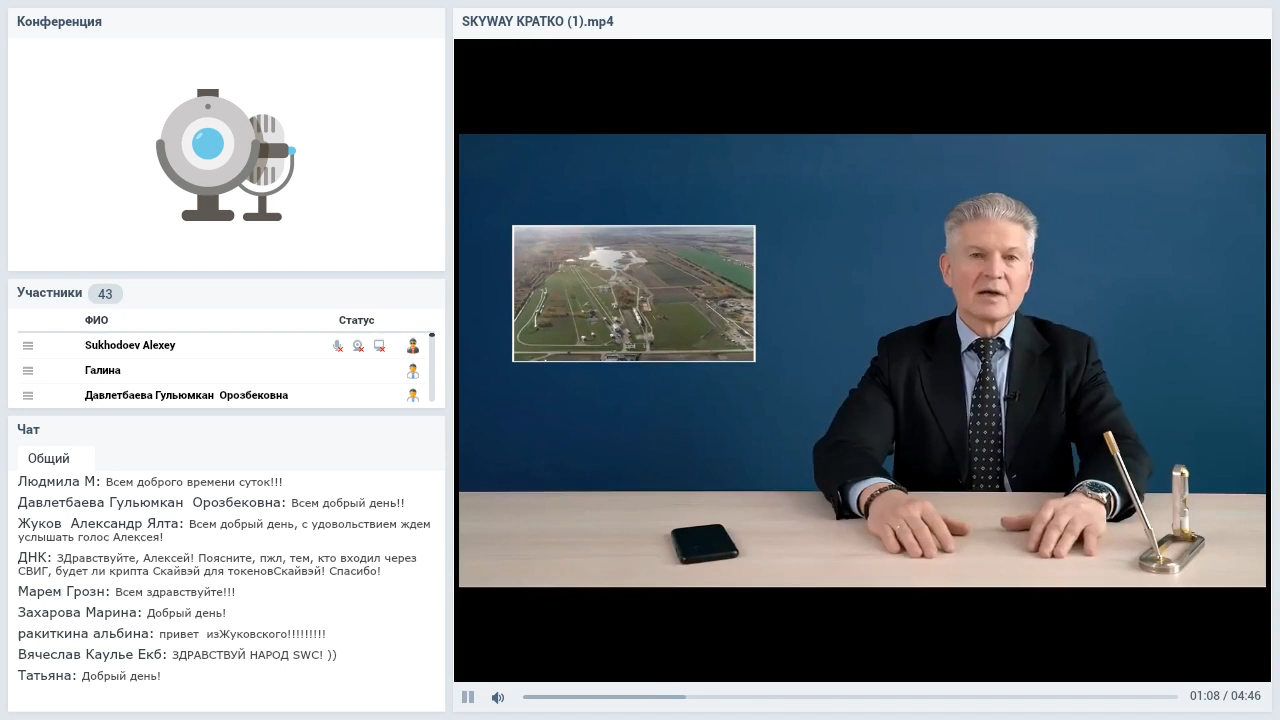 Конференция
Участники 43
ФИО Статус
Sukhodoev Alexey
Галина
Давлетбаева Гульюмкан  Орозбековна
Чат
Общий
Людмила М: Всем доброго времени суток!!!
Давлетбаева Гульюмкан  Орозбековна: Всем добрый день!!
Жуков  Александр Ялта: Всем добрый день, с удовольствием ждем
услышать голос Алексея!
ДНК: ЗДравствуйте, Алексей! Поясните, пжл, тем, кто входил через
СВИГ, будет ли крипта Скайвэй для токеновСкайвэй! Спасибо!
Марем Грозн: Всем здравствуйте!!!
Захарова Марина: Добрый день!
ракиткина альбина: привет  изЖуковского!!!!!!!!!
Вячеслав Каулье Екб: ЗДРАВСТВУЙ НАРОД SWC! ))
Татьяна: Добрый день!
SKYWAY КРАТКО (1).mp4
01:08 / 04:46